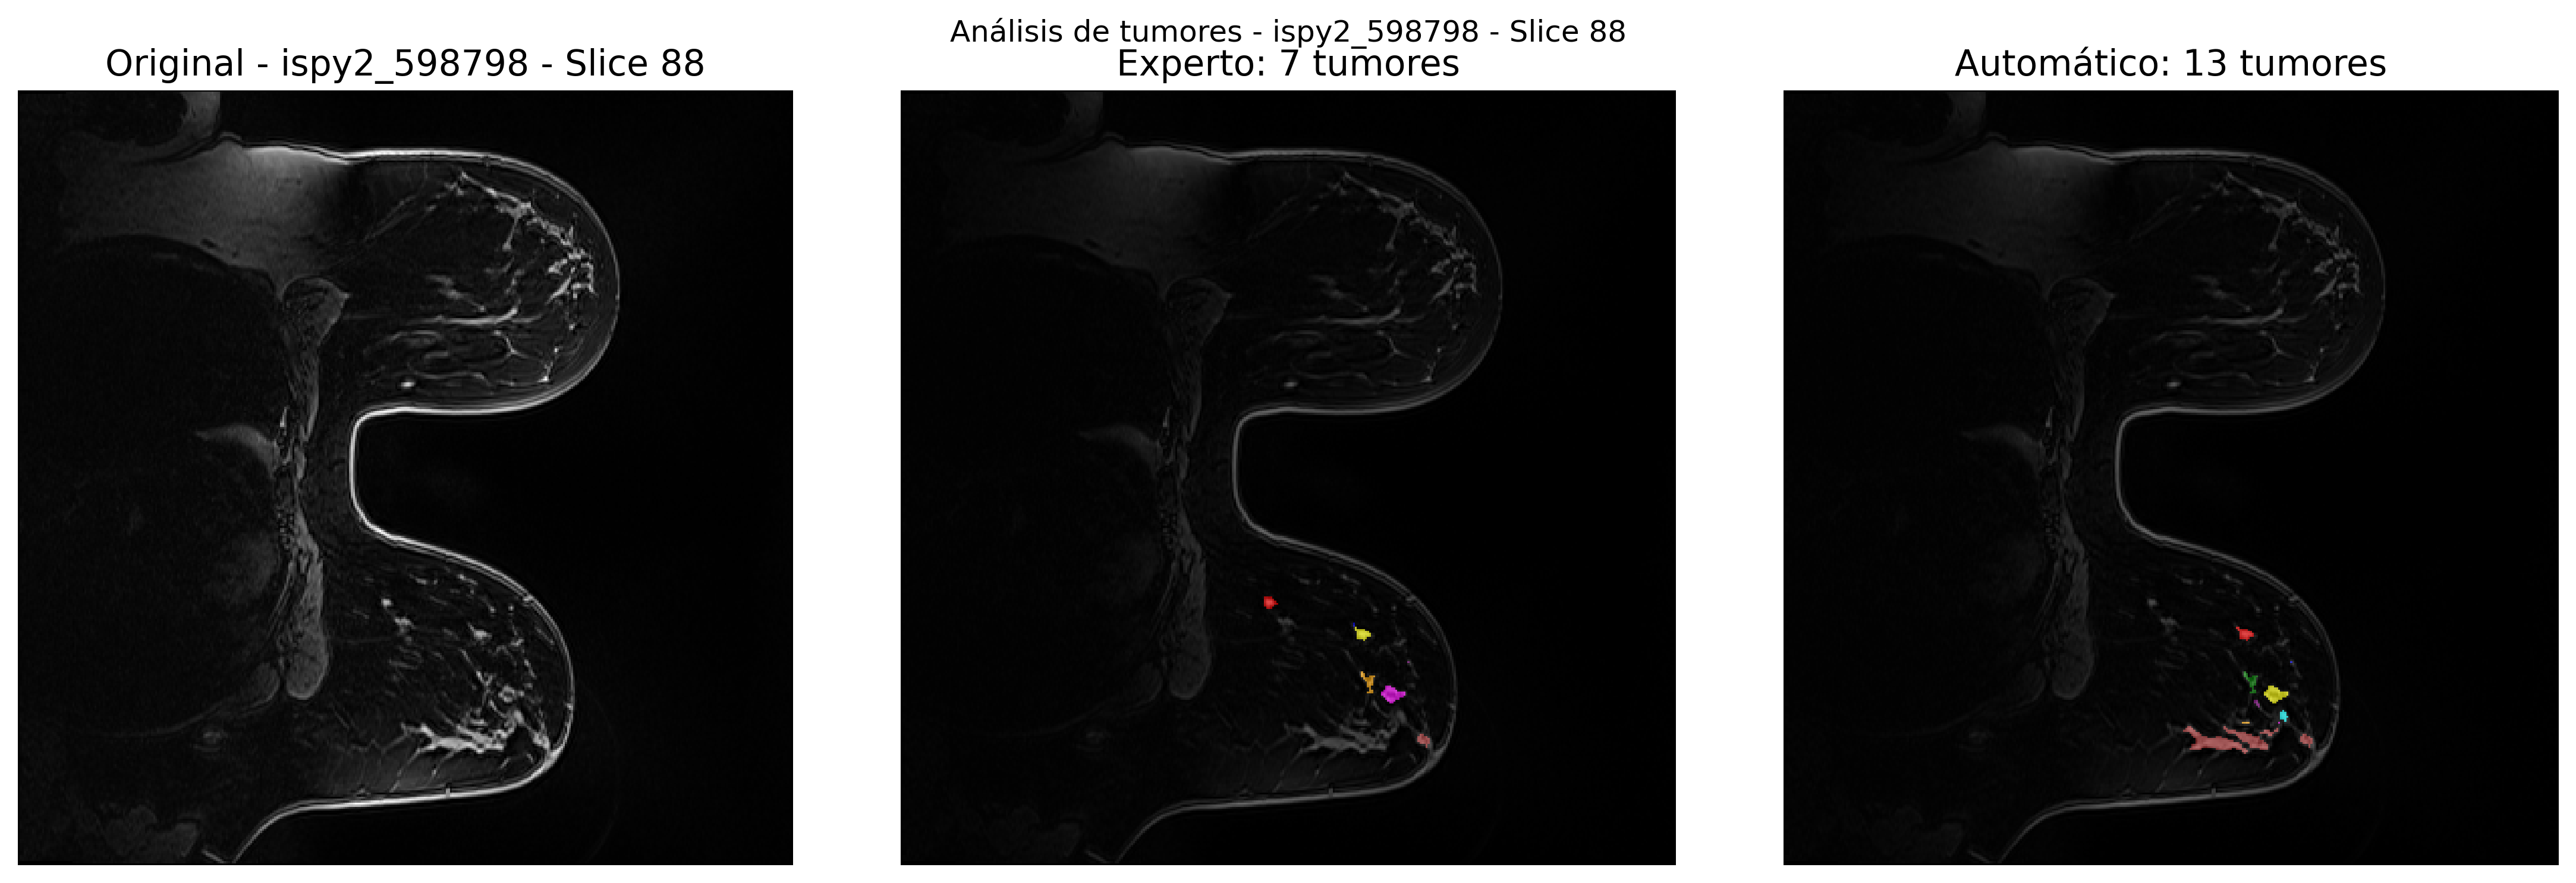 Análisis de tumores - ispy2_598798 - Slice 88
Original - ispy2_598798 - Slice 88
Experto: 7 tumores
Automático: 13 tumores